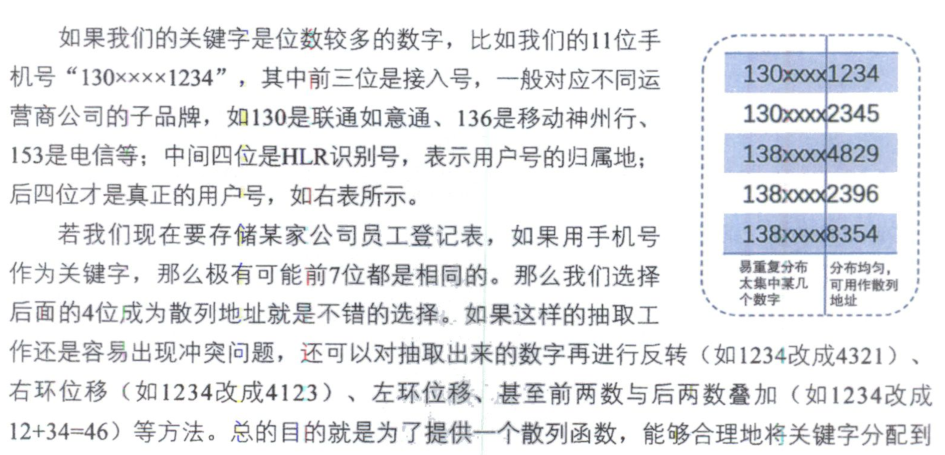 如果我们的关键字是位数较多的数字，比如我们的11位手
机号“130××××1234”，其中前三位是接入号，一般对应不同运
营商公司的子品牌，如130是联通如意通、136是移动神州行、
153是电信等；中间四位是HLR识别号，表示用户号的归属地；
后四位才是真正的用户号，如右表所示。
若我们现在要存储某家公司员工登记表，如果用手机号
作为关键字，那么极有可能前7位都是相同的。那么我们选择
后面的4位成为散列地址就是不错的选择。如果这样的抽取工
作还是容易出现冲突问题，还可以对抽取出来的数字再进行反转（如1234改成4321）、
右环位移（如1234改成4123）、左环位移、甚至前两数与后两数叠加（如1234改成
12+34=46）等方法。总的目的就是为了提供一个散列函数，能够合理地将关键字分配到
130xxxx1234
130xxxx2345
138xxxx4829
138xxxx2396
138xxxx8354
易重复分布
太集中某几
个数字
分布均匀，
可用作散列
地址